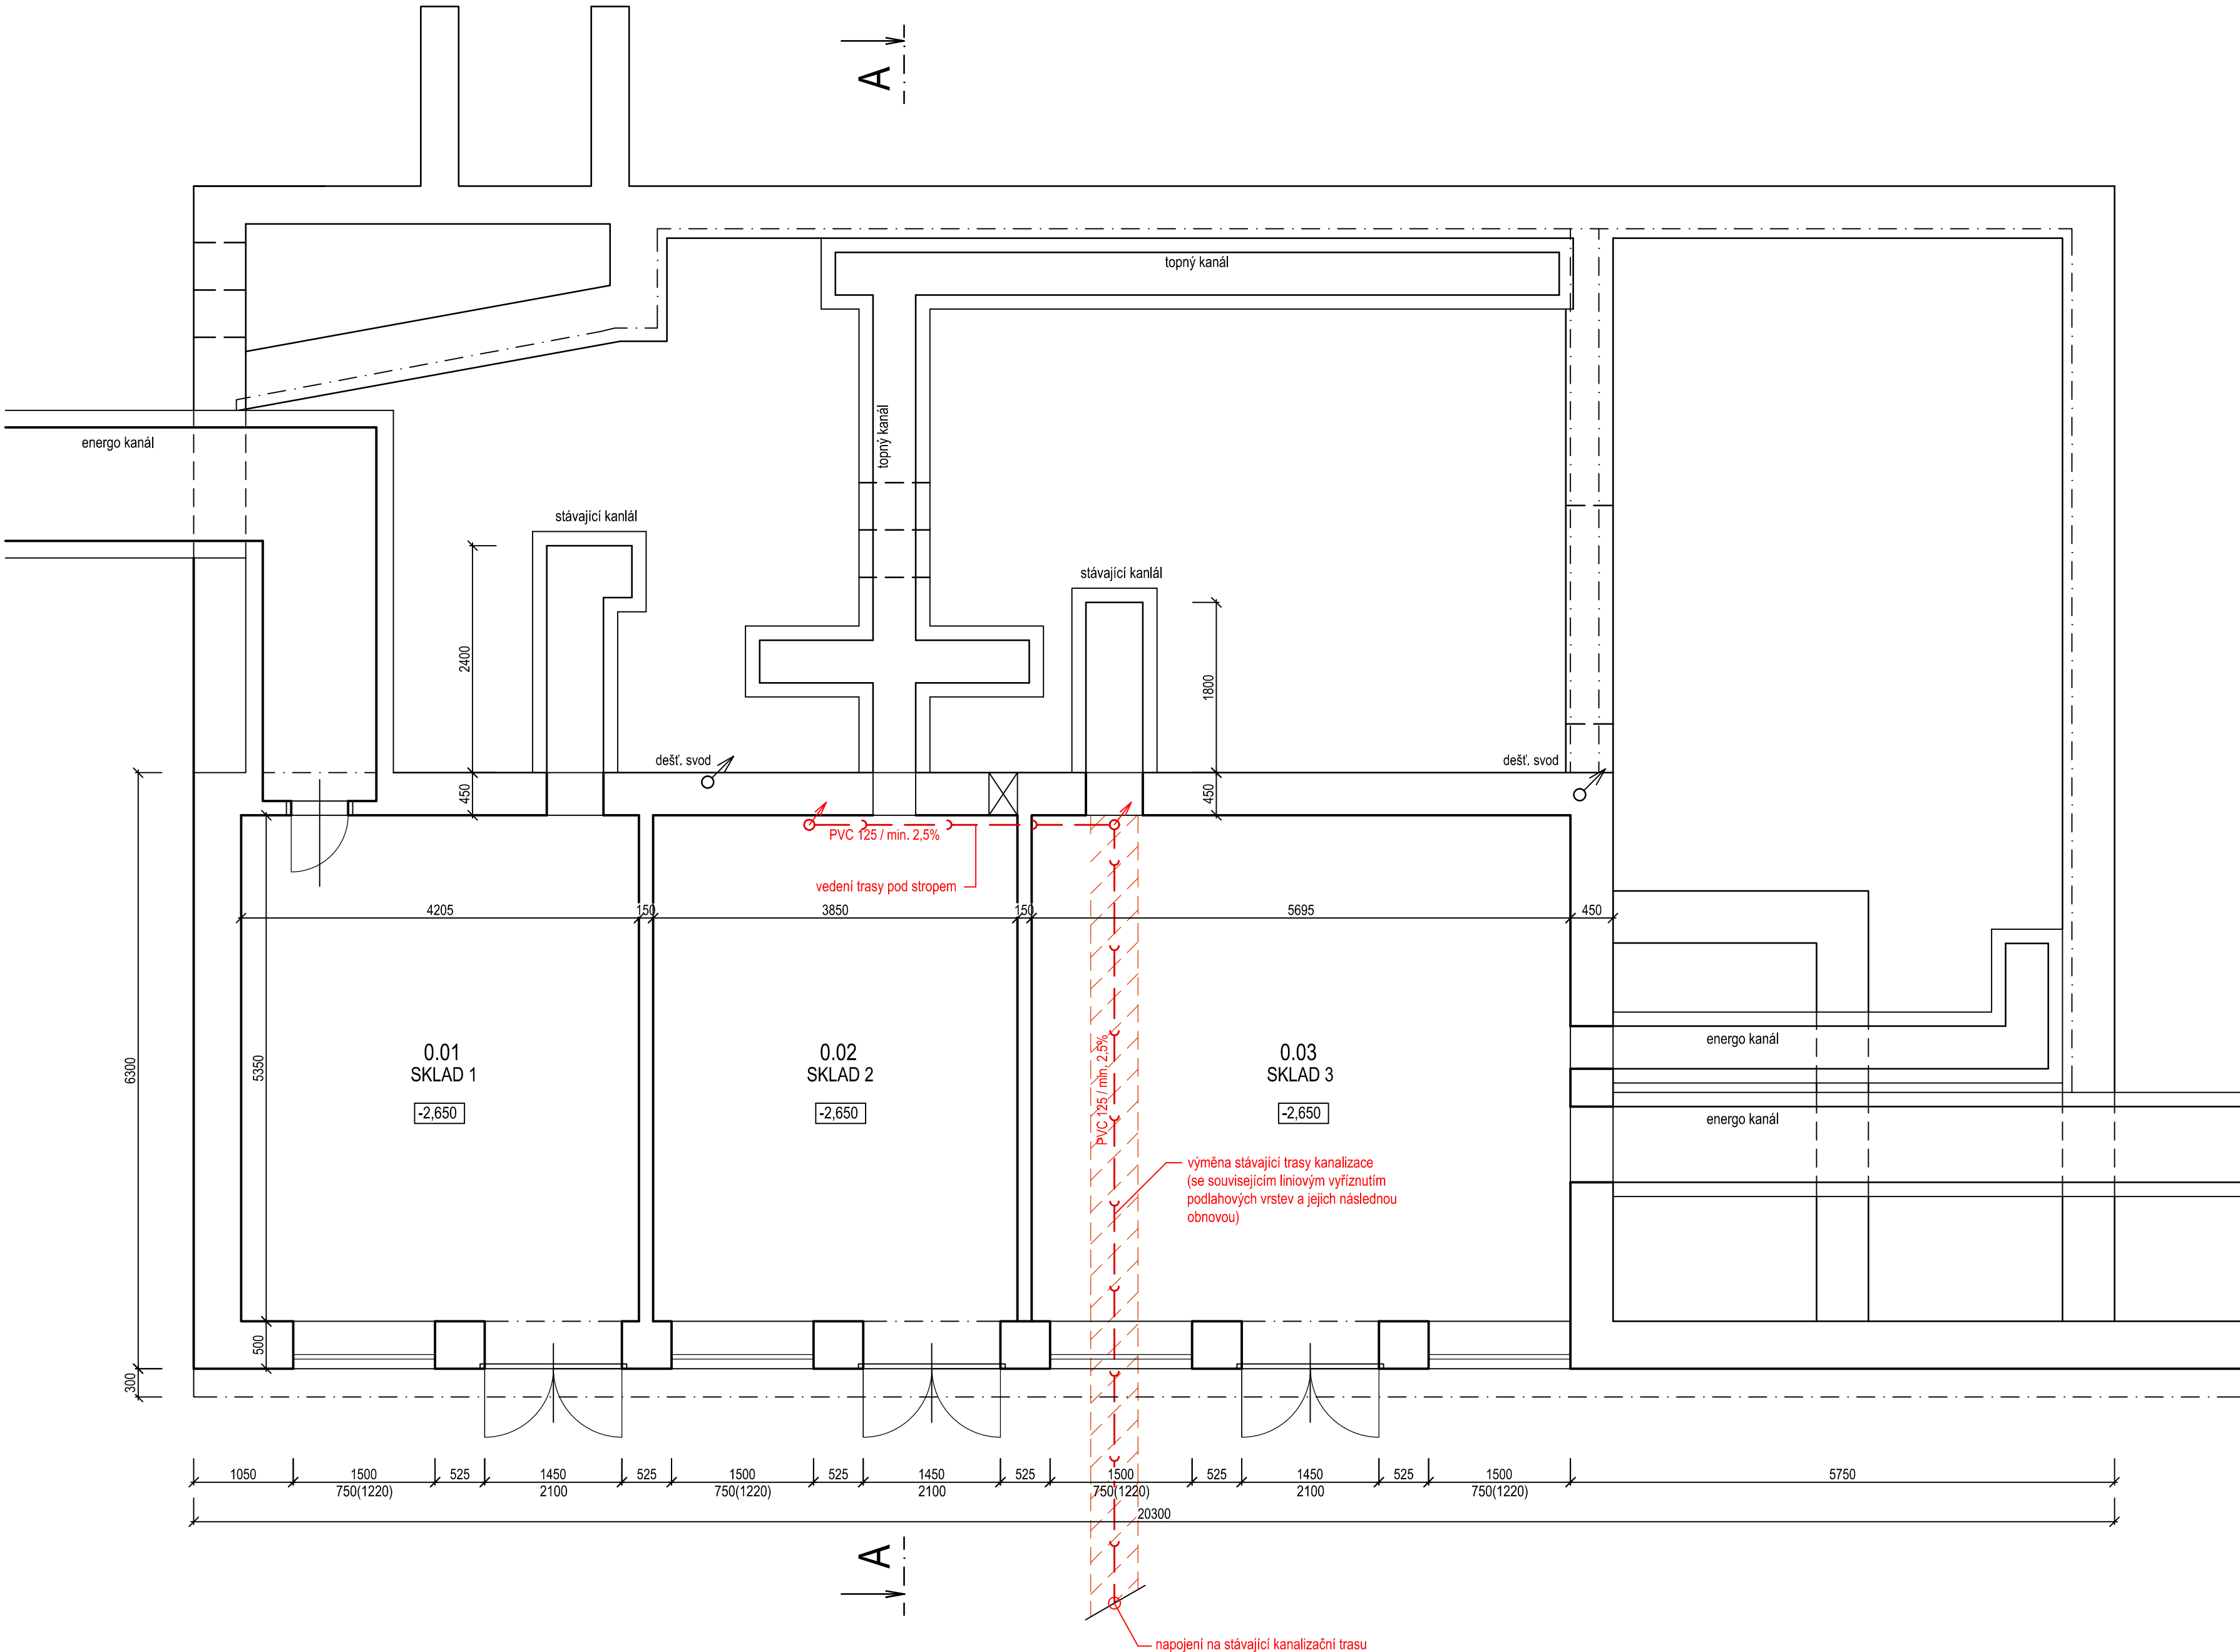 A
topný kanál
topný kanál
energo kanál
stávající kanlál
stávající kanlál
2400
1800
dešť. svod
dešť. svod
450
450
PVC 125 / min. 2,5%
vedení trasy pod stropem
4205
150
3850
150
5695
450
6300
5350
0.01
SKLAD 1
-2,650
0.02
SKLAD 2
-2,650
0.03
SKLAD 3
-2,650
PVC 125 / min. 2,5%
energo kanál
energo kanál
výměna stávající trasy kanalizace
(se souvisejícím liniovým vyříznutím
podlahových vrstev a jejich následnou
obnovou)
500
300
1050
1500
525
1450
525
1500
525
1450
525
1500
525
1450
525
1500
5750
750(1220)
2100
750(1220)
2100
750(1220)
2100
750(1220)
20300
A
napojení na stávající kanalizační trasu